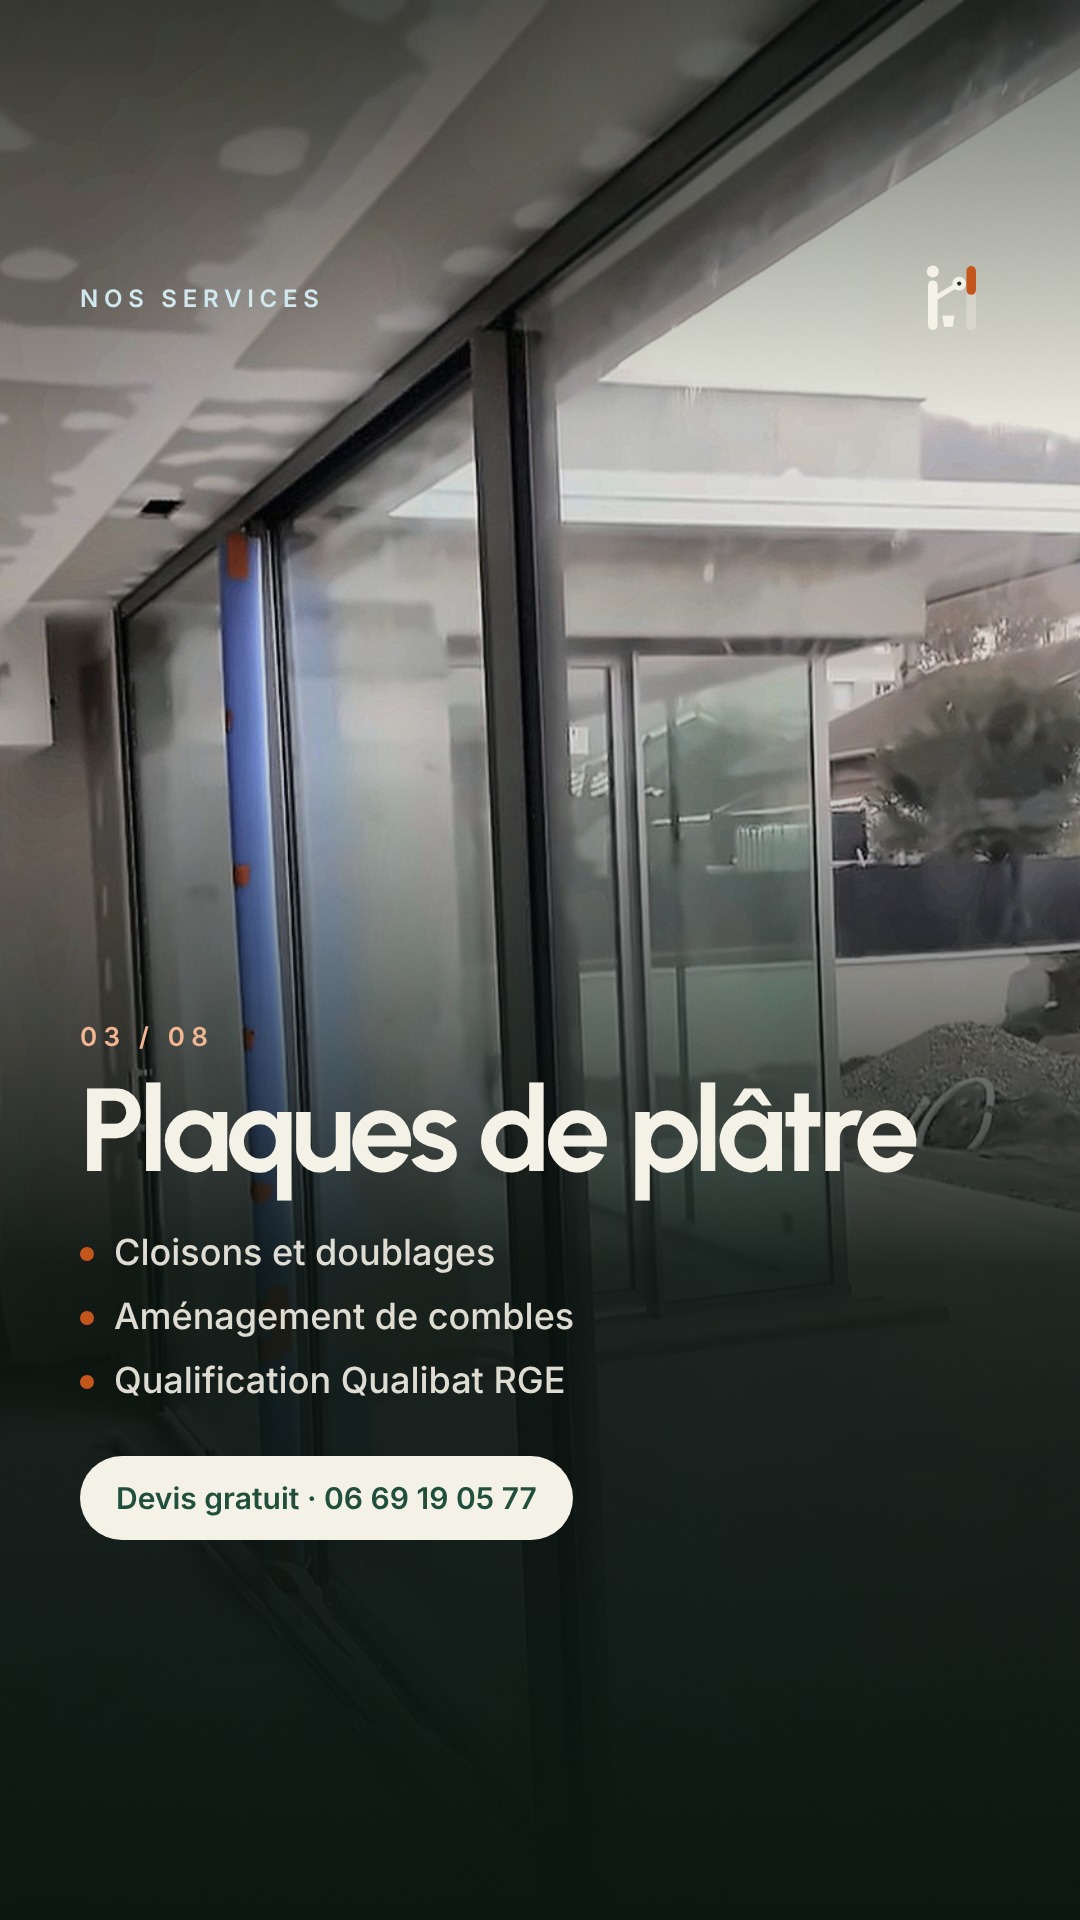 NOS SERVICES
03 / 08
Plaques de plâtre
Cloisons et doublages
Aménagement de combles
Qualification Qualibat RGE
Devis gratuit · 06 69 19 05 77